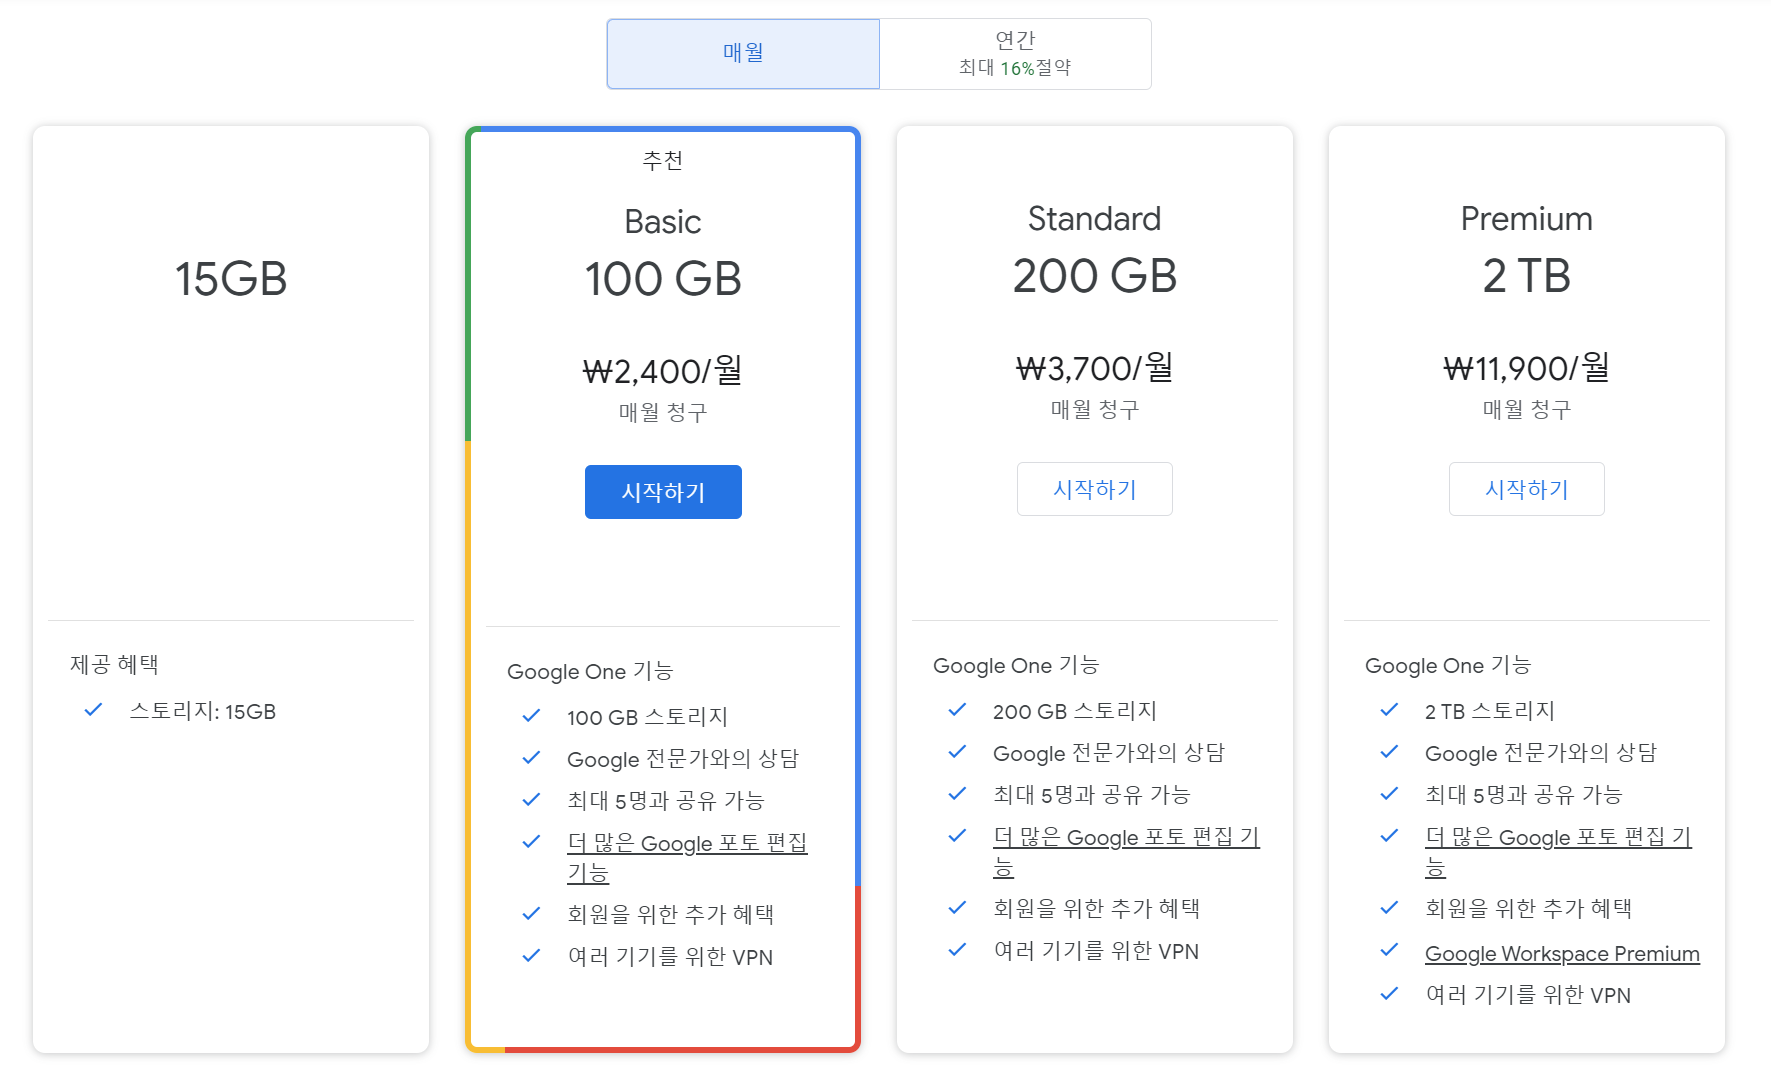 매월
연간
최대 16%절약
15GB
제공 혜택
스토리지: 15GB
추천
Basic
100 GB
₩2,400/월
매월 청구
시작하기
Google One 기능
100 GB 스토리지
Google 전문가와의 상담
최대 5명과 공유 가능
더 많은 Google 포토 편집
기능
회원을 위한 추가 혜택
여러 기기를 위한 VPN
Standard
200 GB
₩3,700/월
매월 청구
시작하기
Google One 기능
200 GB 스토리지
Google 전문가와의 상담
최대 5명과 공유 가능
더 많은 Google 포토 편집 기
능
회원을 위한 추가 혜택
여러 기기를 위한 VPN
Premium
2 TB
₩11,900/월
매월 청구
시작하기
Google One 기능
2 TB 스토리지
Google 전문가와의 상담
최대 5명과 공유 가능
더 많은 Google 포토 편집 기
능
회원을 위한 추가 혜택
Google Workspace Premium
여러 기기를 위한 VPN